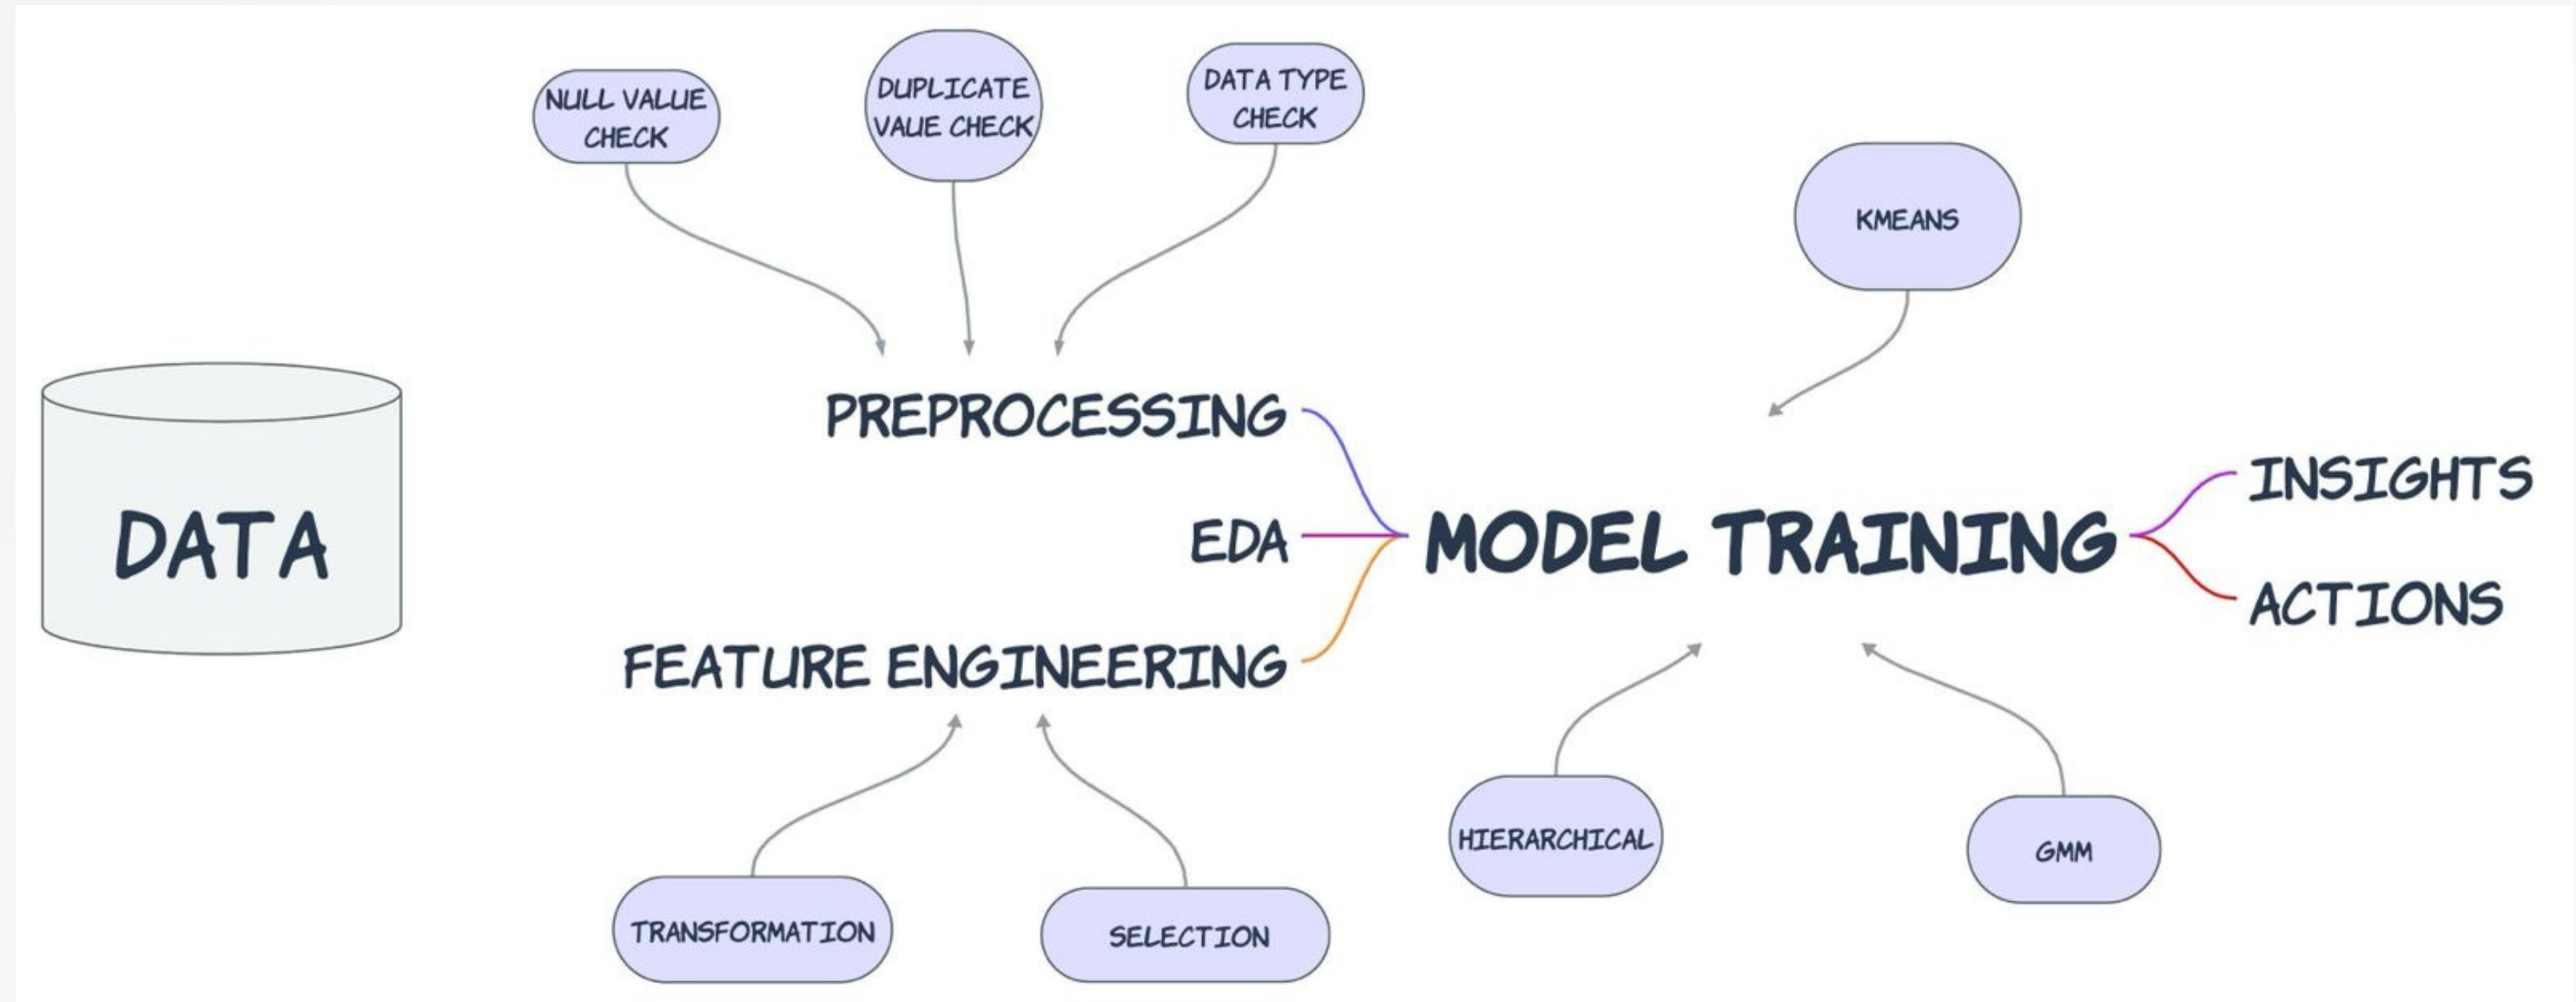 NULL VALUE
CHECK
DUPLICATE
VAUE CHECK
DATA TYPE
CHECK
KMEANS
DATA
PREPROCESSING
EDA
FEATURE ENGINEERING
MODEL TRAINING
INSIGHTS
ACTIONS
TRANSFORMATION
SELECTION
HIERARCHICAL
GMM